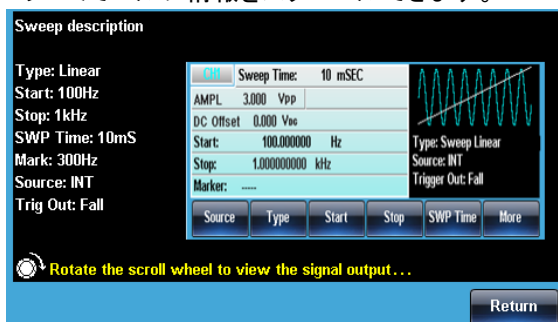 Sweep description
Type: Linear
Start: 100Hz
Stop: 1kHz
SWP Time: 10mS
Mark: 300Hz
Source: INT
Trig Out: Fall
CH1 Sweep Time: 10 mSEC
AMPL 3.000 Vpp
DC Offset 0.000 VDC
Start: 100.000000 Hz
Stop: 1.000000000 kHz
Marker: ----
Type: Sweep Linear
Source: INT
Trigger Out: Fall
Source Type Start Stop SWP Time More
Rotate the scroll wheel to view the signal output...
Return